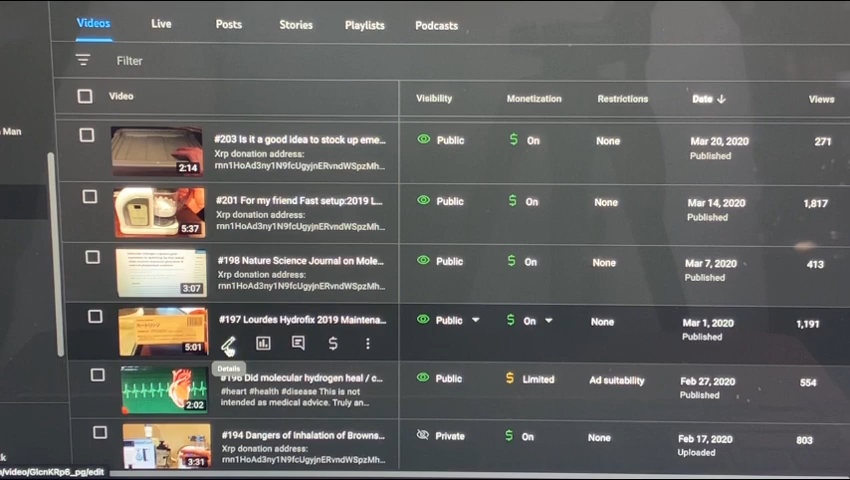 Videos Live Posts Stories Playlists Podcasts
Filter
Video Visibility Monetization Restrictions Date ↓ Views
Man
#203 Is it a good idea to stock up eme... Public $ On None Mar 20, 2020 271
Xrp donation address: Published
rnn1HoAd3ny1N9fcUgyjnERvndWSpzMh...
2:14
#201 For my friend Fast setup:2019 L... Public $ On None Mar 14, 2020 1,817
Xrp donation address: Published
rnn1HoAd3ny1N9fcUgyjnERvndWSpzMh...
5:37
#198 Nature Science Journal on Mole... Public $ On None Mar 7, 2020 413
Xrp donation address: Published
rnn1HoAd3ny1N9fcUgyjnERvndWSpzMh...
3:07
#197 Lourdes Hydrofix 2019 Maintena... Public $ On None Mar 1, 2020 1,191
Published
5:01
Details
#196 Did molecular hydrogen heal / c... Public $ Limited Ad suitability Feb 27, 2020 554
#heart #health #disease This is not Published
intended as medical advice. Truly an...
2:02
#194 Dangers of Inhalation of Browns... Private $ On None Feb 17, 2020 803
Xrp donation address: Uploaded
rnn1HoAd3ny1N9fcUgyjnERvndWSpzMh...
3:31
/video/GlcnKRp6_pg/edit